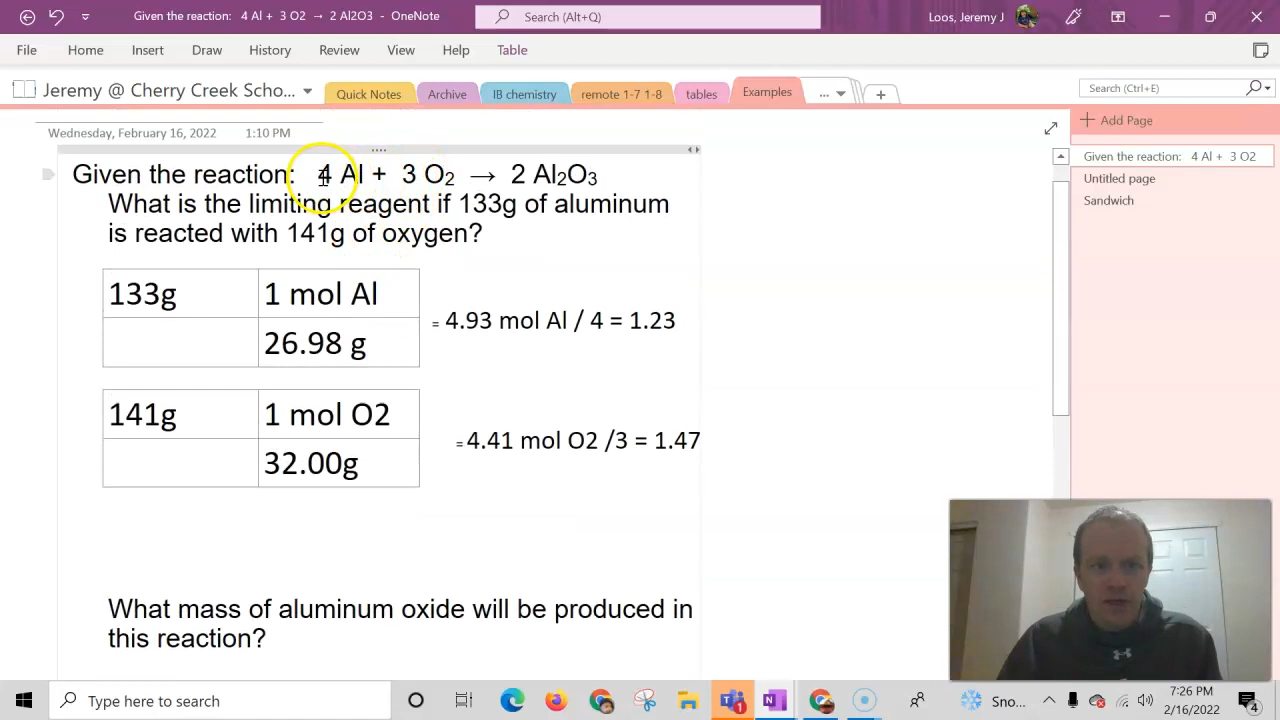 Given the reaction: 4 Al + 3 O2 → 2 Al2O3 - OneNote
Search (Alt+Q)
Loos, Jeremy J
File Home Insert Draw History Review View Help Table
Jeremy @ Cherry Creek Scho...
Quick Notes
Archive
IB chemistry
remote 1-7 1-8
tables
Examples
...
Search (Ctrl+E)
Wednesday, February 16, 2022 1:10 PM
Add Page
Given the reaction: 4 Al + 3 O2
Untitled page
Sandwich
Given the reaction: 4 Al + 3 O₂ → 2 Al₂O₃
What is the limiting reagent if 133g of aluminum
is reacted with 141g of oxygen?
133g 1 mol Al
26.98 g
= 4.93 mol Al / 4 = 1.23
141g 1 mol O2
32.00g
= 4.41 mol O2 /3 = 1.47
What mass of aluminum oxide will be produced in
this reaction?
Type here to search
1
Sno...
7:26 PM
2/16/2022
4